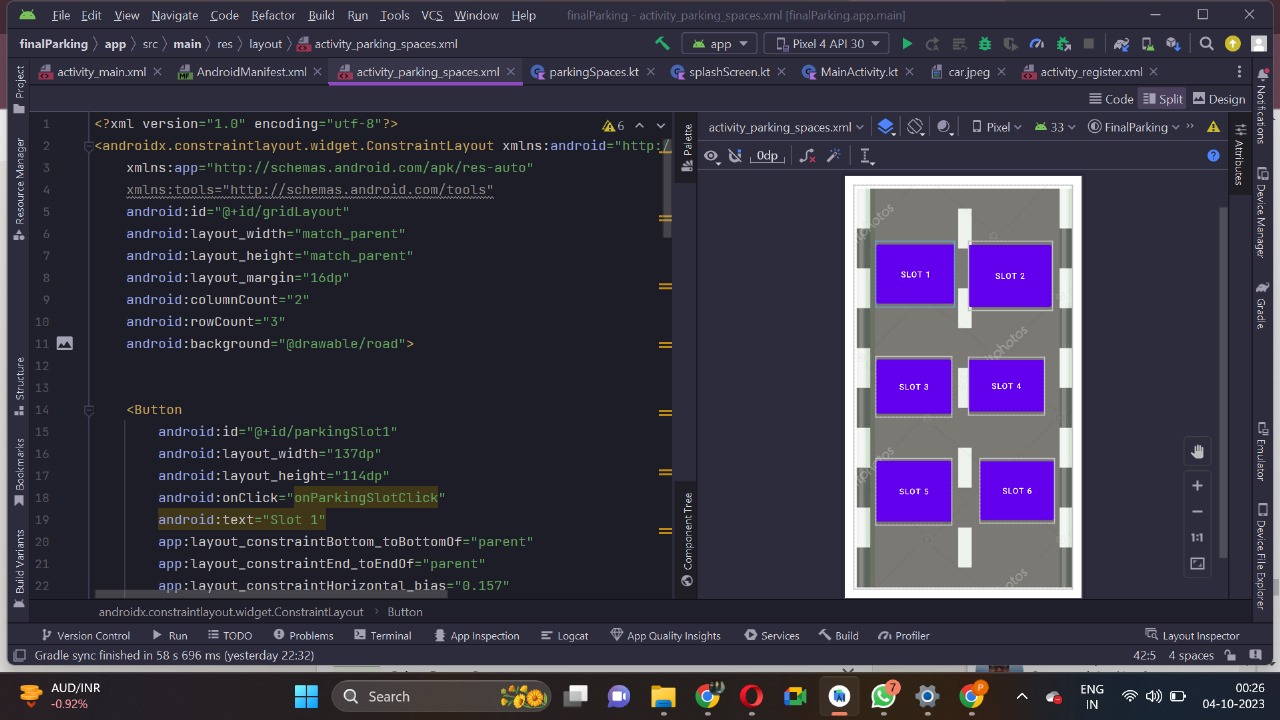 File Edit View Navigate Code Refactor Build Run Tools VCS Window Help finalParking - activity_parking_spaces.xml [finalParking.app.main]
finalParking app src main res layout activity_parking_spaces.xml app Pixel 4 API 30
activity_main.xml AndroidManifest.xml activity_parking_spaces.xml parkingSpaces.kt splashScreen.kt MainActivity.kt car.jpeg activity_register.xml
Code Split Design
Project
Resource Manager
Structure
Bookmarks
Build Variants
1 <?xml version="1.0" encoding="utf-8"?>
2 <androidx.constraintlayout.widget.ConstraintLayout xmlns:android="http:/
3 xmlns:app="http://schemas.android.com/apk/res-auto"
4 xmlns:tools="http://schemas.android.com/tools"
5 android:id="@+id/gridLayout"
6 android:layout_width="match_parent"
7 android:layout_height="match_parent"
8 android:layout_margin="16dp"
9 android:columnCount="2"
10 android:rowCount="3"
11 android:background="@drawable/road">
12
13
14 <Button
15 android:id="@+id/parkingSlot1"
16 android:layout_width="137dp"
17 android:layout_height="114dp"
18 android:onClick="onParkingSlotClick"
19 android:text="Slot 1"
20 app:layout_constraintBottom_toBottomOf="parent"
21 app:layout_constraintEnd_toEndOf="parent"
22 app:layout_constraintHorizontal_bias="0.157"
6
androidx.constraintlayout.widget.ConstraintLayout Button
Palette
Component Tree
activity_parking_spaces.xml Pixel 33 FinalParking
0dp
SLOT 1 SLOT 2
SLOT 3 SLOT 4
SLOT 5 SLOT 6
1:1
Attributes
Notifications
Device Manager
Gradle
Emulator
Device File Explorer
Version Control Run TODO Problems Terminal App Inspection Logcat App Quality Insights Services Build Profiler Layout Inspector
Gradle sync finished in 58 s 696 ms (yesterday 22:32) 42:5 4 spaces
AUD/INR
-0.92%
Search
7
P
ENG
IN
00:26
04-10-2023